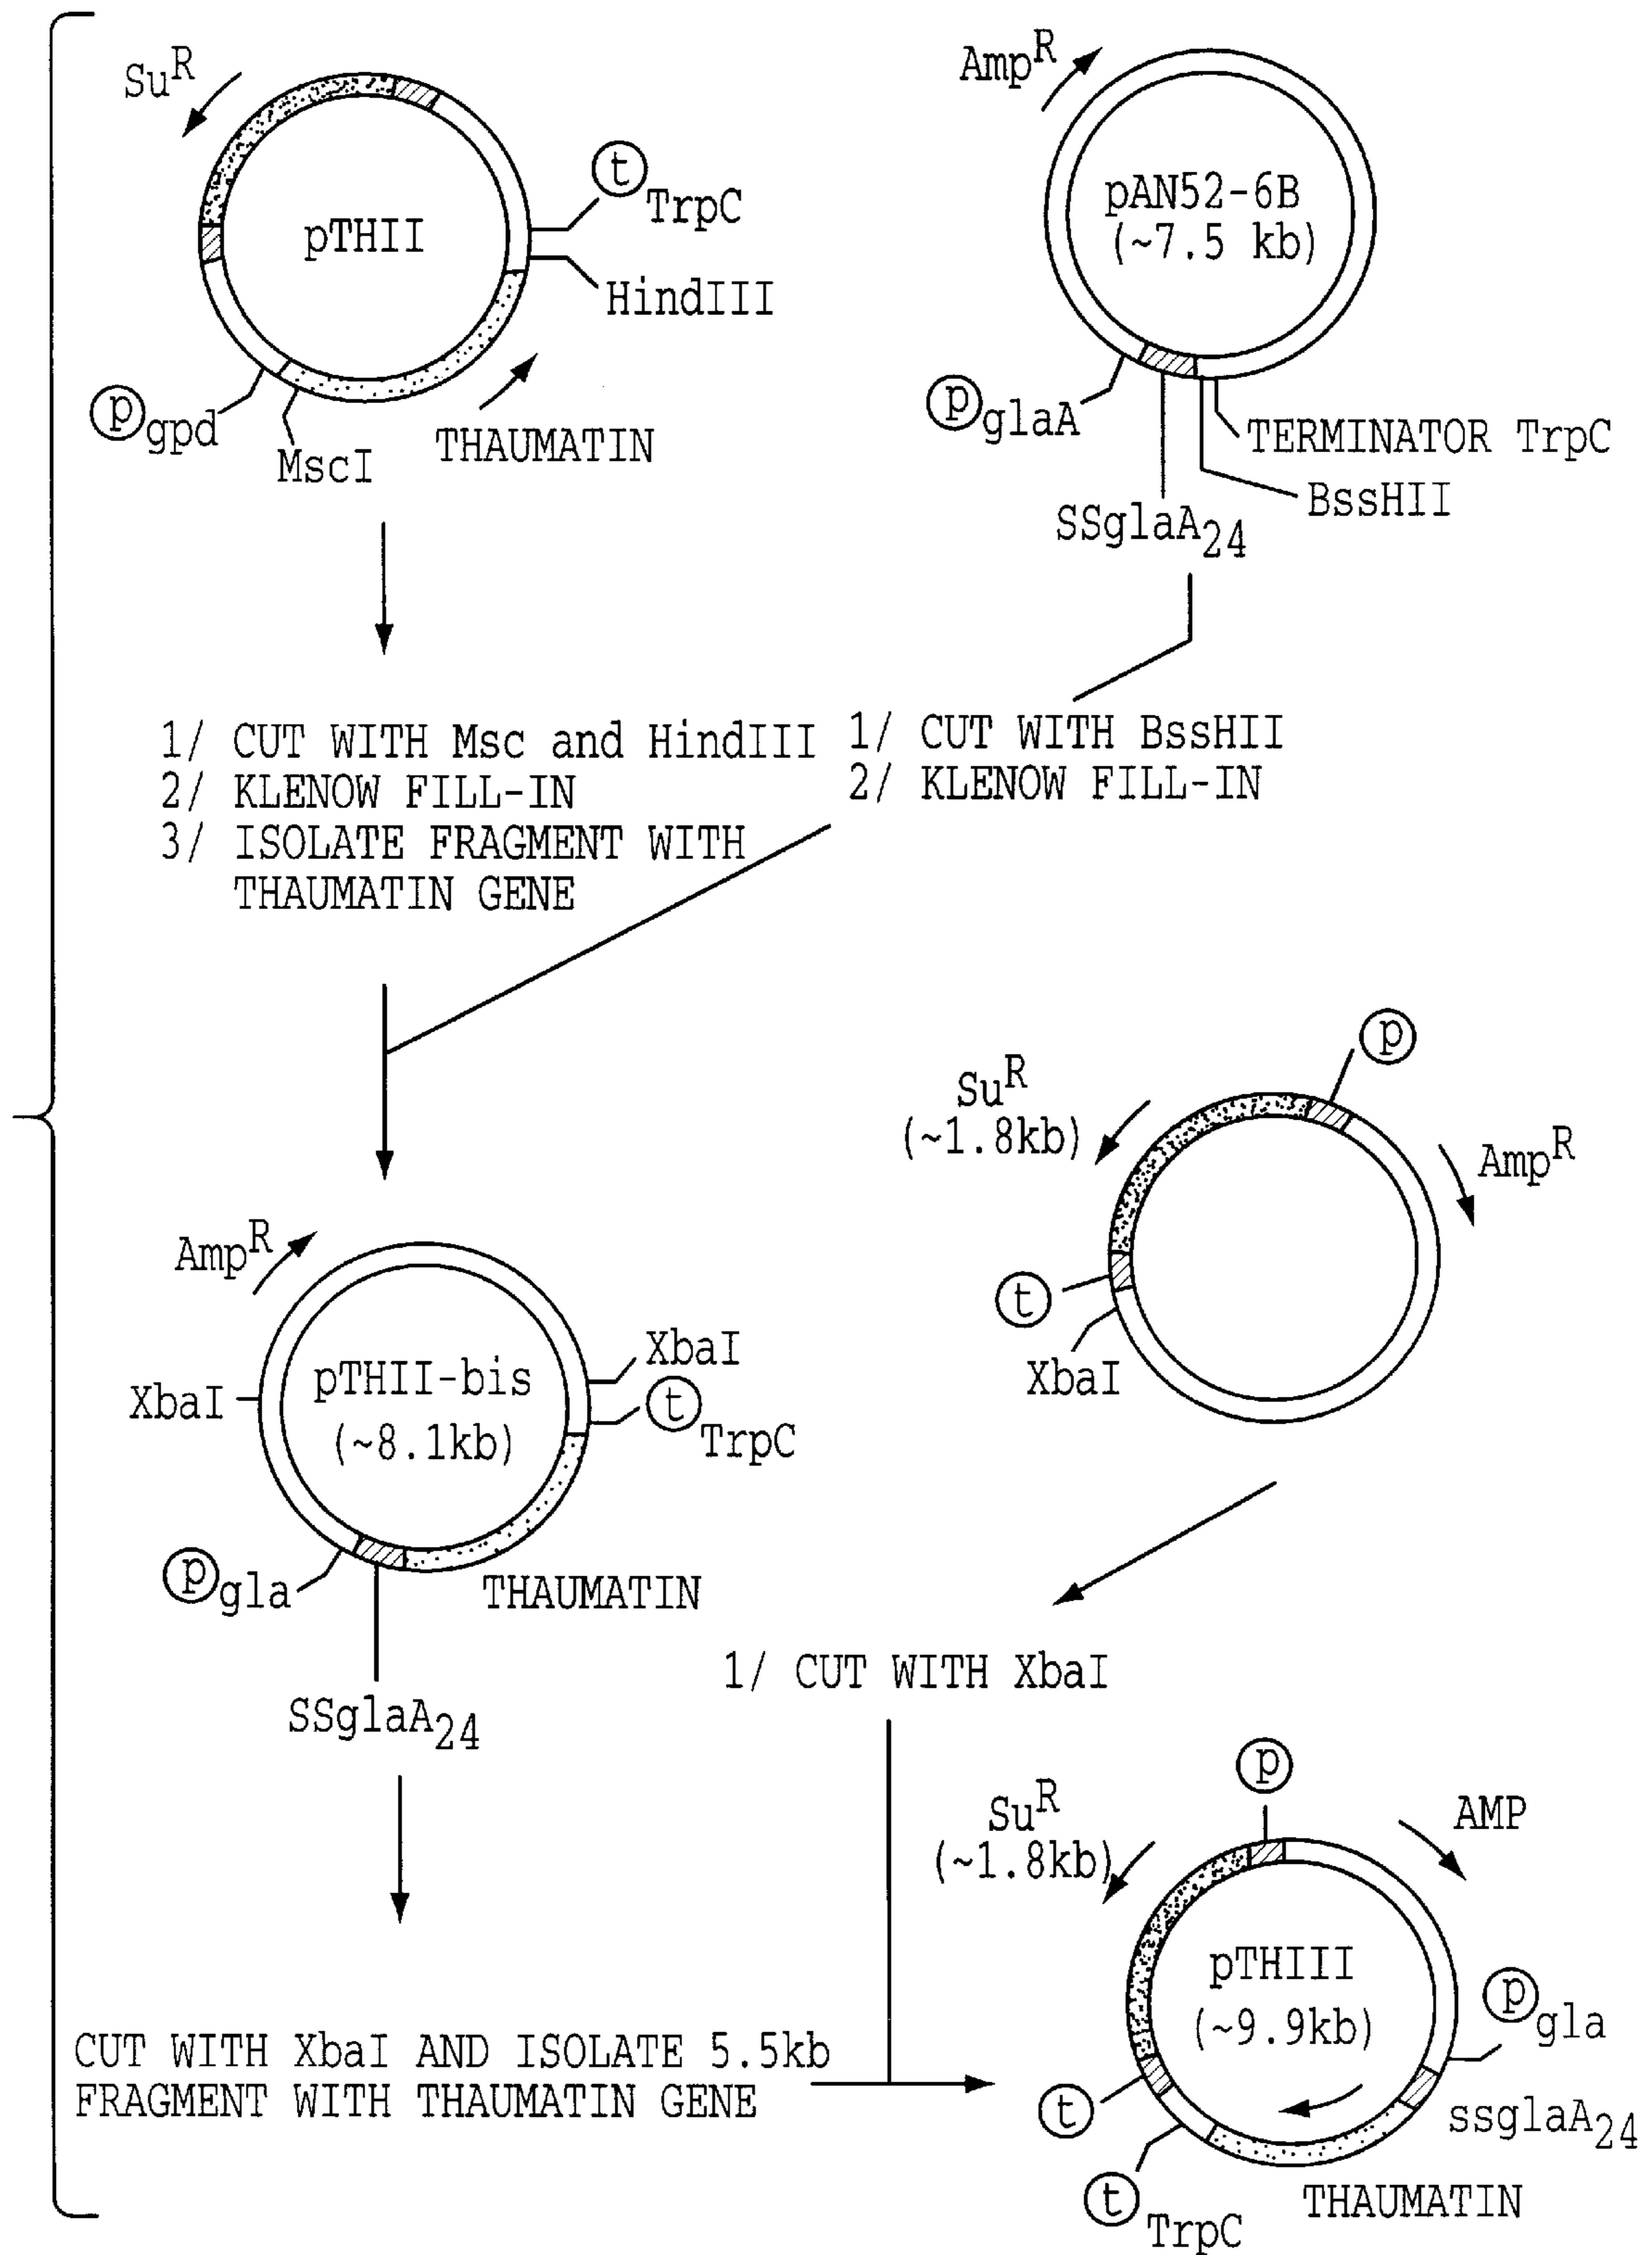 SuR
pTHII
t TrpC
HindIII
p gpd
MscI
THAUMATIN
AmpR
pAN52-6B
(~7.5 kb)
p glaA
TERMINATOR TrpC
BssHII
SSglaA24
1/ CUT WITH Msc and HindIII
2/ KLENOW FILL-IN
3/ ISOLATE FRAGMENT WITH
THAUMATIN GENE
1/ CUT WITH BssHII
2/ KLENOW FILL-IN
p
SuR
(~1.8kb)
AmpR
t
XbaI
AmpR
XbaI
pTHII-bis
(~8.1kb)
XbaI
t TrpC
p gla
THAUMATIN
SSglaA24
1/ CUT WITH XbaI
CUT WITH XbaI AND ISOLATE 5.5kb
FRAGMENT WITH THAUMATIN GENE
p
SuR
(~1.8kb)
AMP
pTHIII
(~9.9kb)
p gla
ssglaA24
t
t TrpC
THAUMATIN